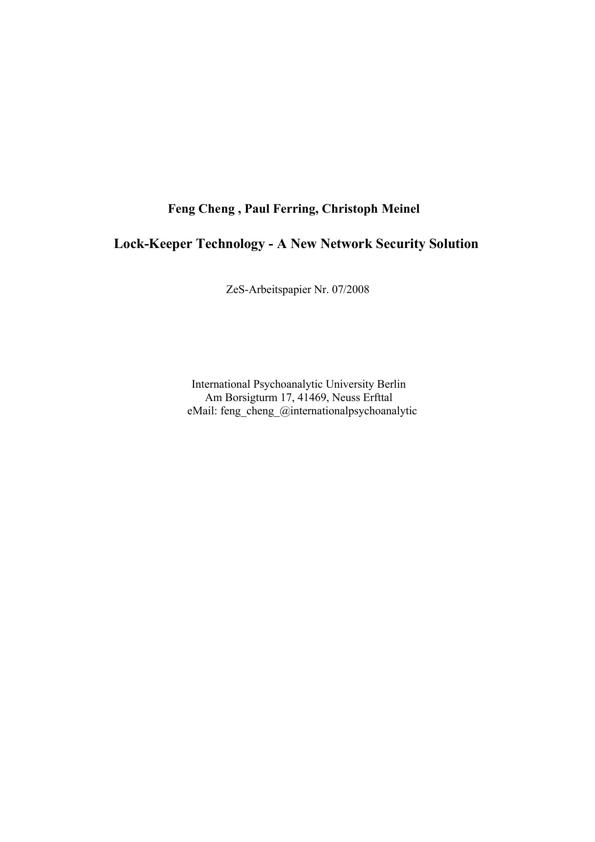 Feng Cheng , Paul Ferring, Christoph Meinel
Lock-Keeper Technology - A New Network Security Solution
ZeS-Arbeitspapier Nr. 07/2008
International Psychoanalytic University Berlin
Am Borsigturm 17, 41469, Neuss Erfttal
eMail: feng_cheng_@internationalpsychoanalytic